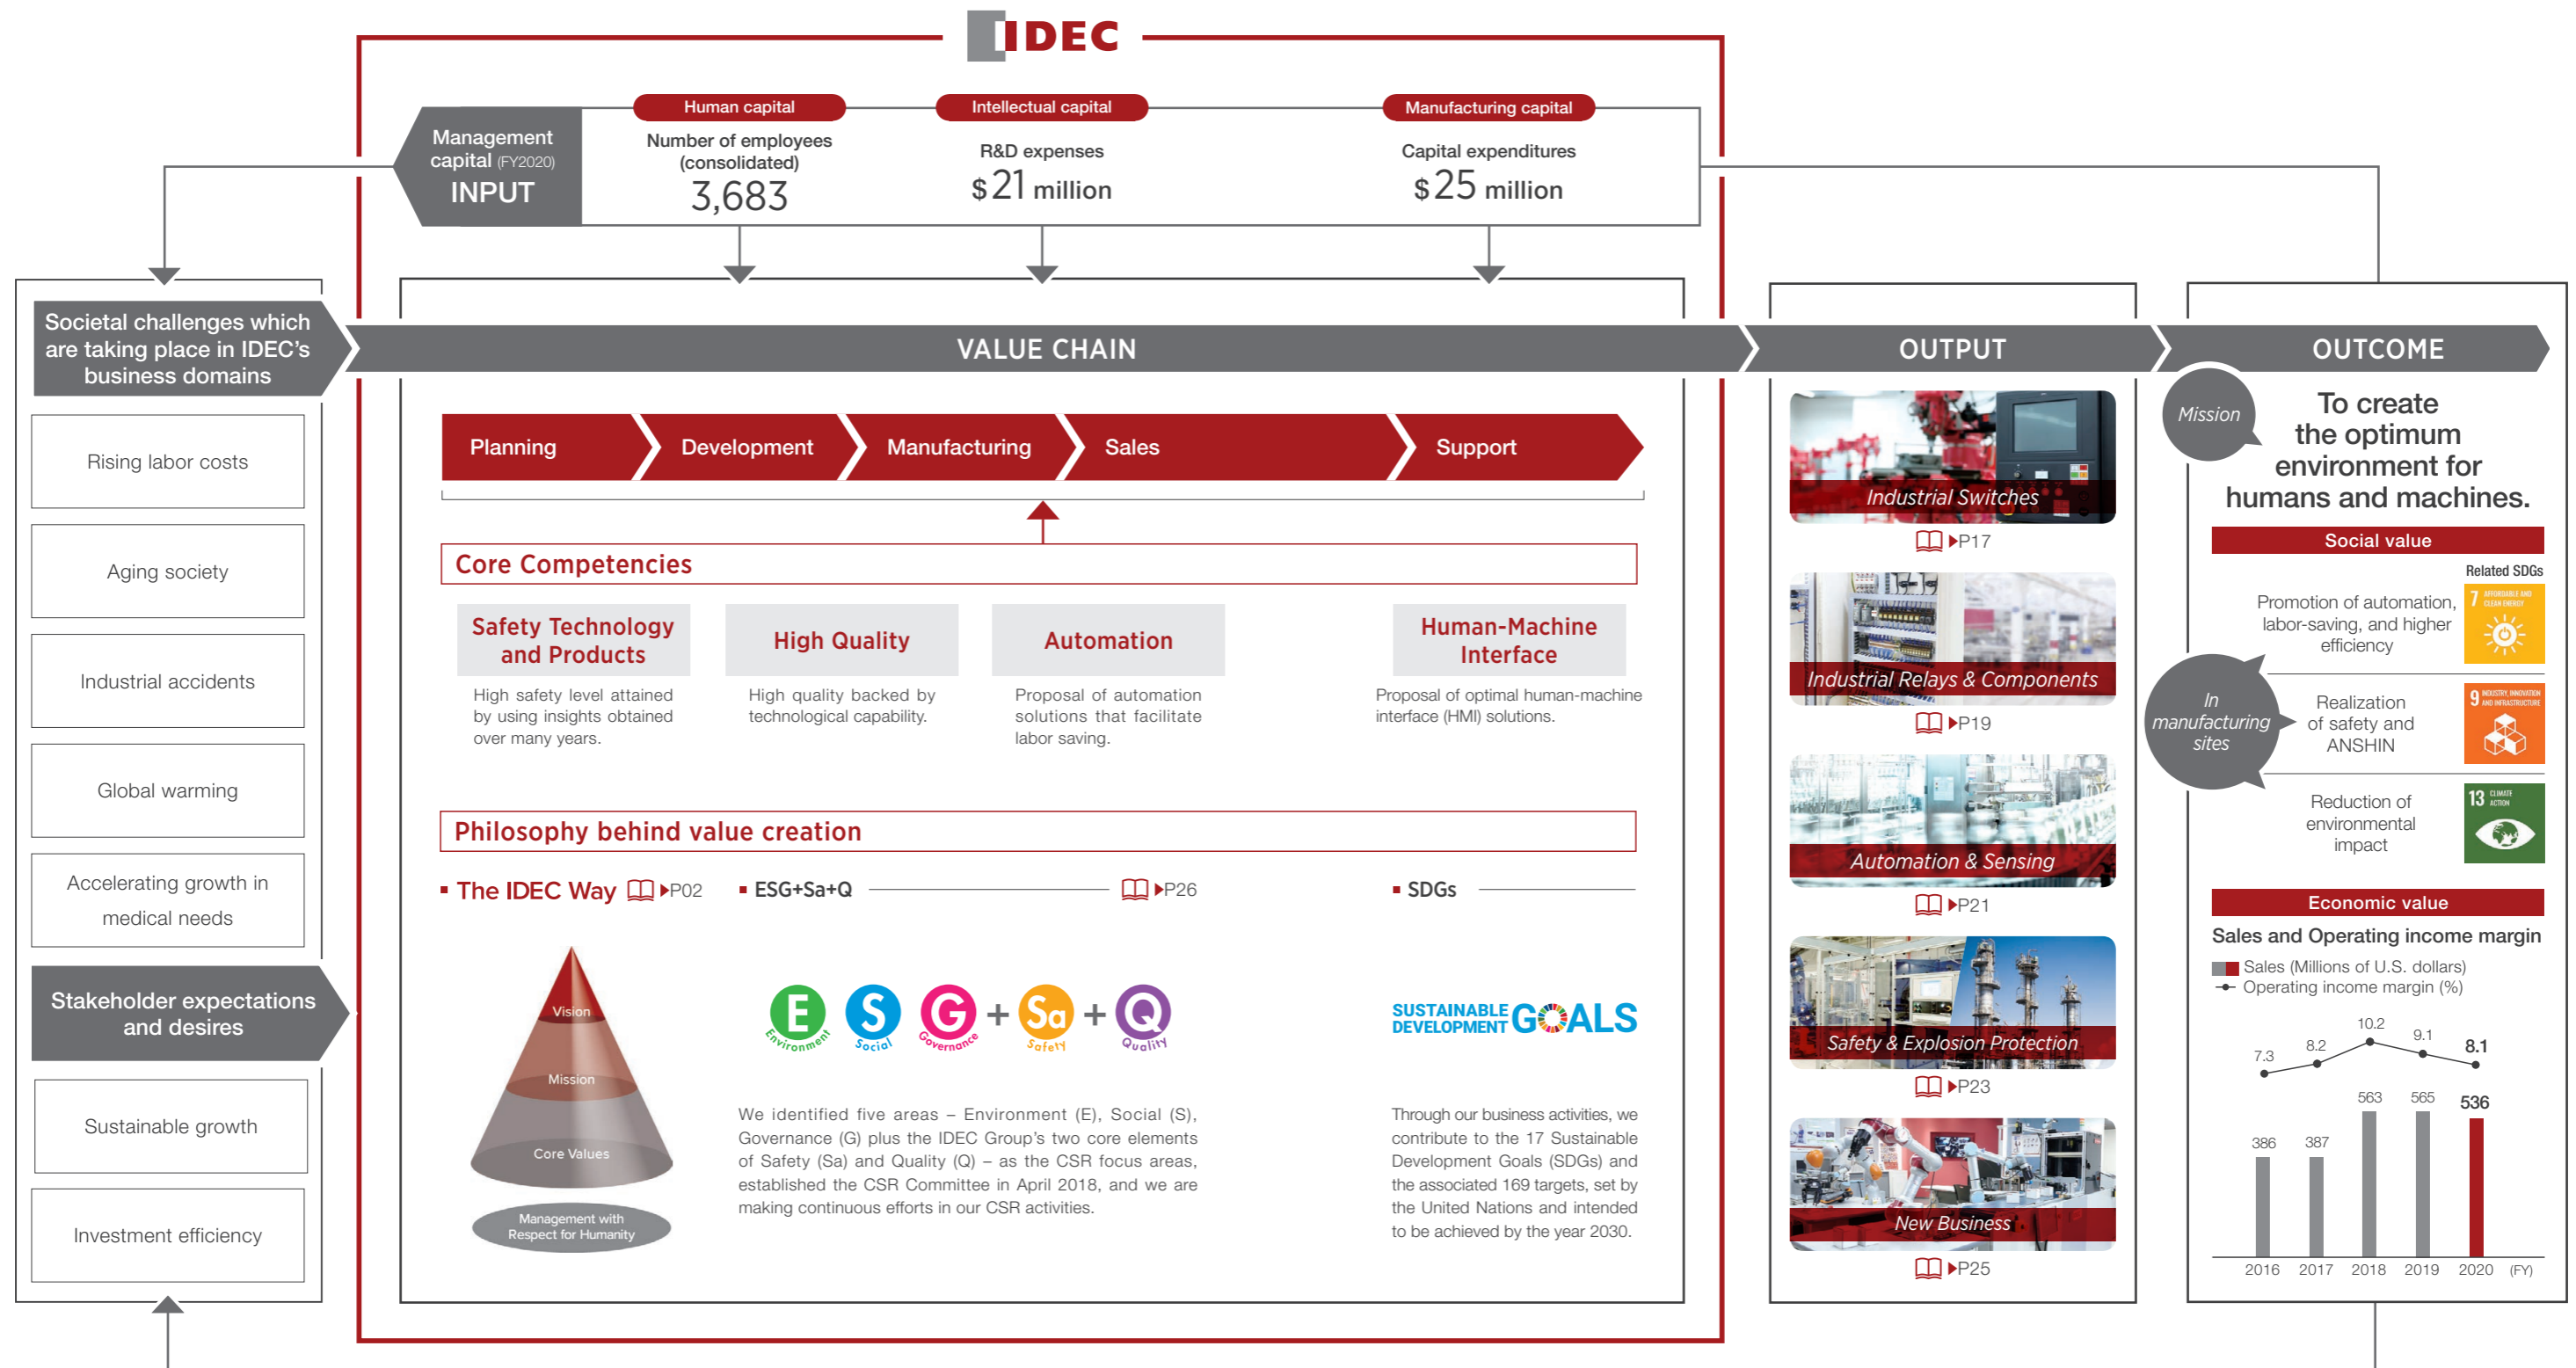 IDEC
Management
capital (FY2020)
INPUT
Human capital
Number of employees
(consolidated)
3,683
Intellectual capital
R&D expenses
$21 million
Manufacturing capital
Capital expenditures
$25 million
Societal challenges which
are taking place in IDEC's
business domains
Rising labor costs
Aging society
Industrial accidents
Global warming
Accelerating growth in
medical needs
Stakeholder expectations
and desires
Sustainable growth
Investment efficiency
VALUE CHAIN
Planning
Development
Manufacturing
Sales
Support
Core Competencies
Safety Technology
and Products
High safety level attained
by using insights obtained
over many years.
High Quality
High quality backed by
technological capability.
Automation
Proposal of automation
solutions that facilitate
labor saving.
Human-Machine
Interface
Proposal of optimal human-machine
interface (HMI) solutions.
Philosophy behind value creation
The IDEC Way P02
Vision
Mission
Core Values
Management with
Respect for Humanity
ESG+Sa+Q P26
E S G + Sa + Q
Environment Social Governance Safety Quality
We identified five areas – Environment (E), Social (S),
Governance (G) plus the IDEC Group's two core elements
of Safety (Sa) and Quality (Q) – as the CSR focus areas,
established the CSR Committee in April 2018, and we are
making continuous efforts in our CSR activities.
SDGs
SUSTAINABLE
DEVELOPMENT GOALS
Through our business activities, we
contribute to the 17 Sustainable
Development Goals (SDGs) and
the associated 169 targets, set by
the United Nations and intended
to be achieved by the year 2030.
OUTPUT
Industrial Switches
P17
Industrial Relays & Components
P19
Automation & Sensing
P21
Safety & Explosion Protection
P23
New Business
P25
OUTCOME
Mission
To create
the optimum
environment for
humans and machines.
Social value
Related SDGs
In
manufacturing
sites
Promotion of automation,
labor-saving, and higher
efficiency
7 AFFORDABLE AND
CLEAN ENERGY
Realization
of safety and
ANSHIN
9 INDUSTRY, INNOVATION
AND INFRASTRUCTURE
Reduction of
environmental
impact
13 CLIMATE
ACTION
Economic value
Sales and Operating income margin
Sales (Millions of U.S. dollars)
Operating income margin (%)
7.3 8.2 10.2 9.1 8.1
386 387 563 565 536
2016 2017 2018 2019 2020 (FY)